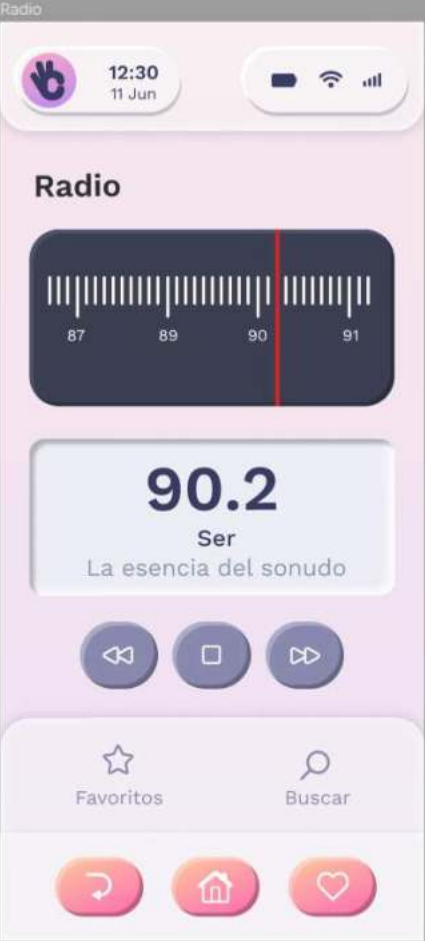 Radio
12:30
11 Jun
Radio
87 89 90 91
90.2
Ser
La esencia del sonudo
Favoritos Buscar